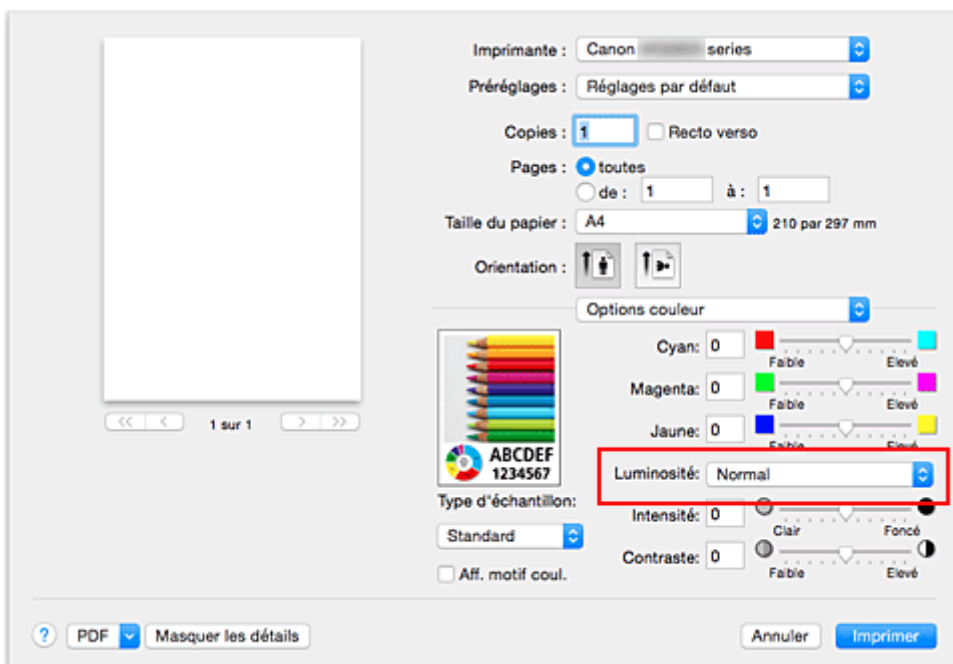 Imprimante : Canon series
Préréglages : Réglages par défaut
Copies : 1 Recto verso
Pages : toutes
de : 1 à : 1
Taille du papier : A4 210 par 297 mm
Orientation :
Options couleur
Cyan: 0
Faible Elevé
Magenta: 0
Faible Elevé
Jaune: 0
Faible Elevé
Luminosité: Normal
Intensité: 0
Clair Foncé
Contraste: 0
Faible Elevé
ABCDEF
1234567
Type d'échantillon:
Standard
Aff. motif coul.
<< < 1 sur 1 > >>
? PDF Masquer les détails Annuler Imprimer